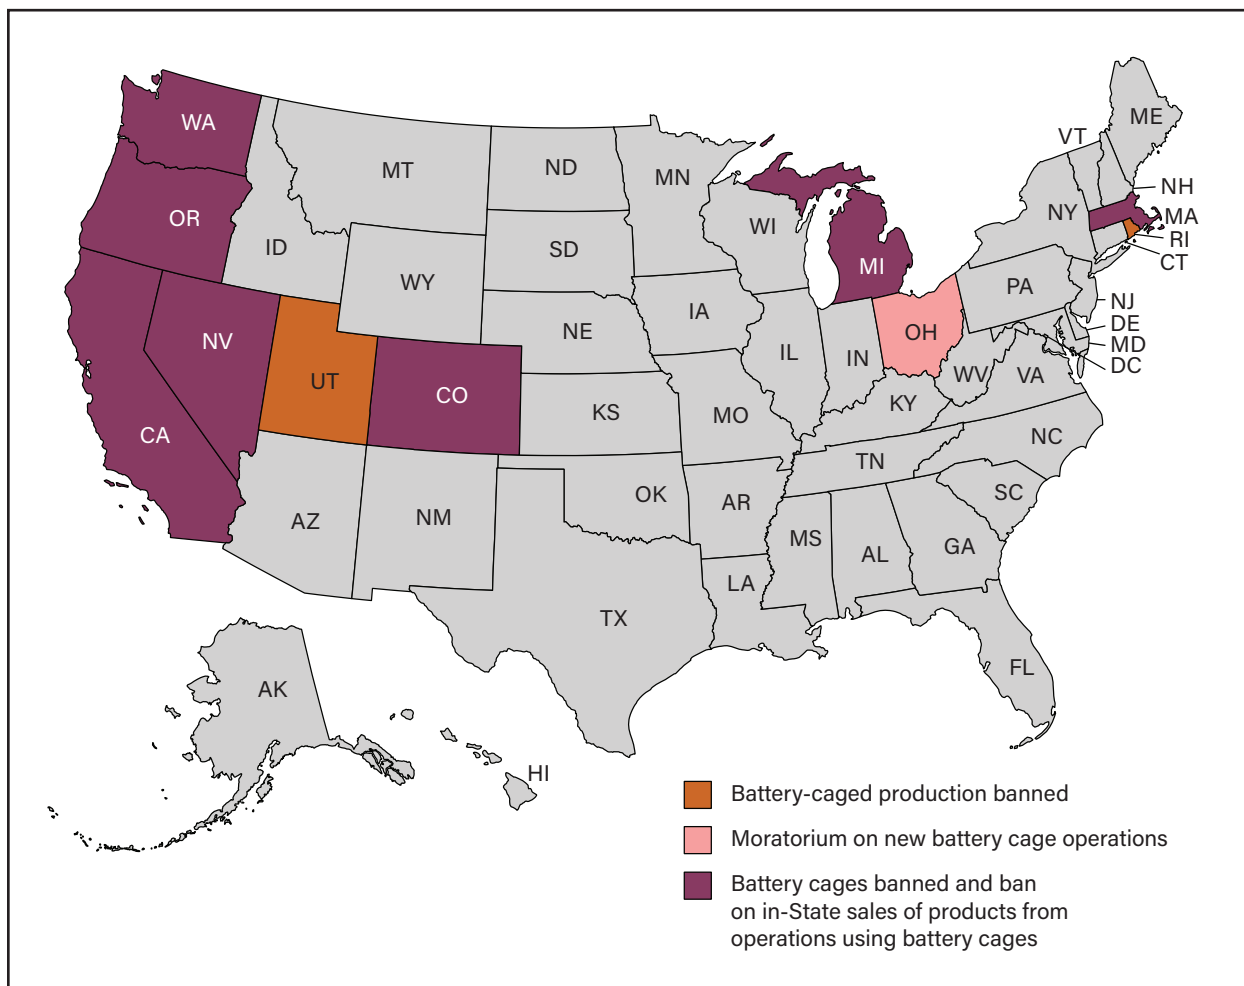 WA
OR
CA
NV
ID
MT
WY
UT
CO
AZ
NM
ND
SD
NE
KS
OK
TX
MN
IA
MO
AR
LA
WI
IL
MI
IN
OH
KY
TN
MS
AL
GA
FL
SC
NC
VA
WV
PA
NY
VT
ME
NH
MA
RI
CT
NJ
DE
MD
DC
AK
HI
Battery-caged production banned
Moratorium on new battery cage operations
Battery cages banned and ban
on in-State sales of products from
operations using battery cages